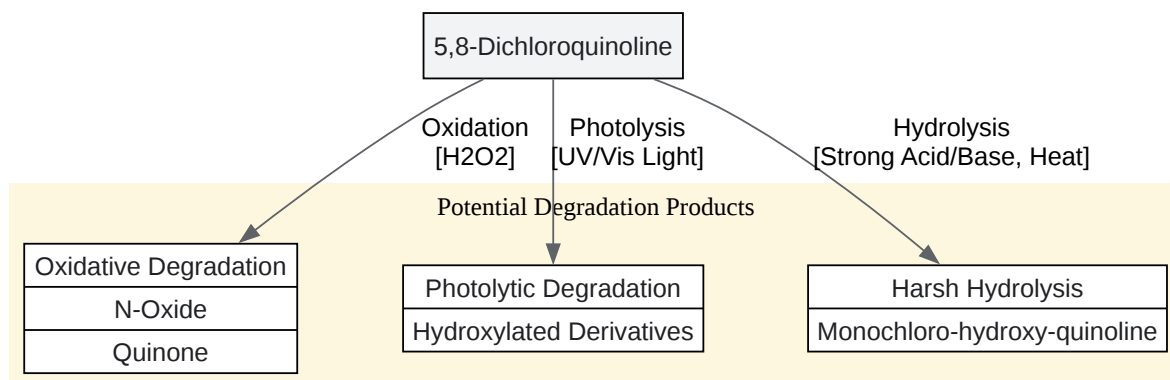 5,8-Dichloroquinoline
Oxidation
[H2O2]
Photolysis
[UV/Vis Light]
Hydrolysis
[Strong Acid/Base, Heat]
Potential Degradation Products
Oxidative Degradation
N-Oxide
Quinone
Photolytic Degradation
Hydroxylated Derivatives
Harsh Hydrolysis
Monochloro-hydroxy-quinoline